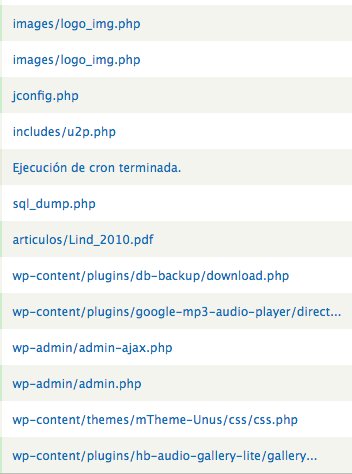 images/logo_img.php
images/logo_img.php
jconfig.php
includes/u2p.php
Ejecución de cron terminada.
sql_dump.php
articulos/Lind_2010.pdf
wp-content/plugins/db-backup/download.php
wp-content/plugins/google-mp3-audio-player/direct...
wp-admin/admin-ajax.php
wp-admin/admin.php
wp-content/themes/mTheme-Unus/css/css.php
wp-content/plugins/hb-audio-gallery-lite/gallery...